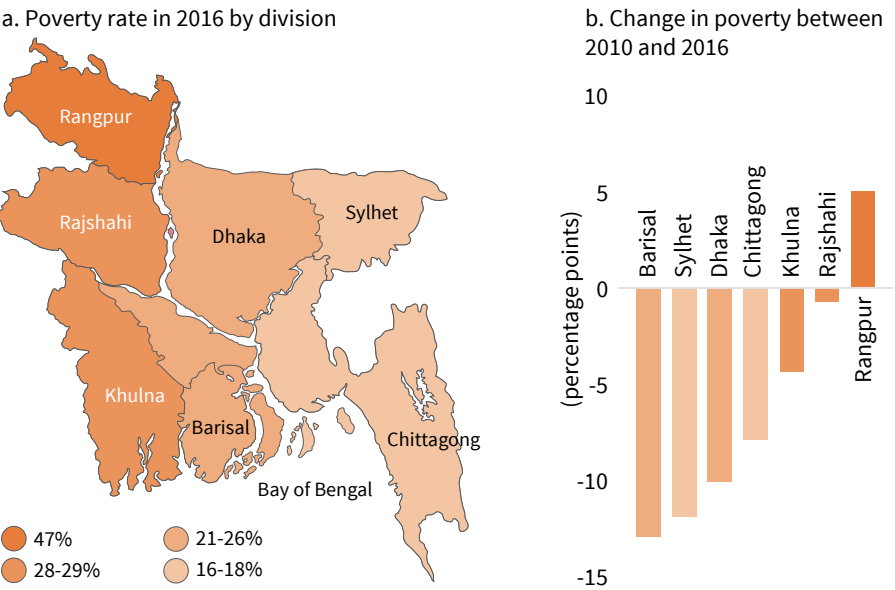 a. Poverty rate in 2016 by division
Rangpur
Rajshahi
Dhaka
Sylhet
Khulna
Barisal
Chittagong
Bay of Bengal
47%
28-29%
21-26%
16-18%
b. Change in poverty between
2010 and 2016
(percentage points)
10
5
0
-5
-10
-15
Barisal
Sylhet
Dhaka
Chittagong
Khulna
Rajshahi
Rangpur